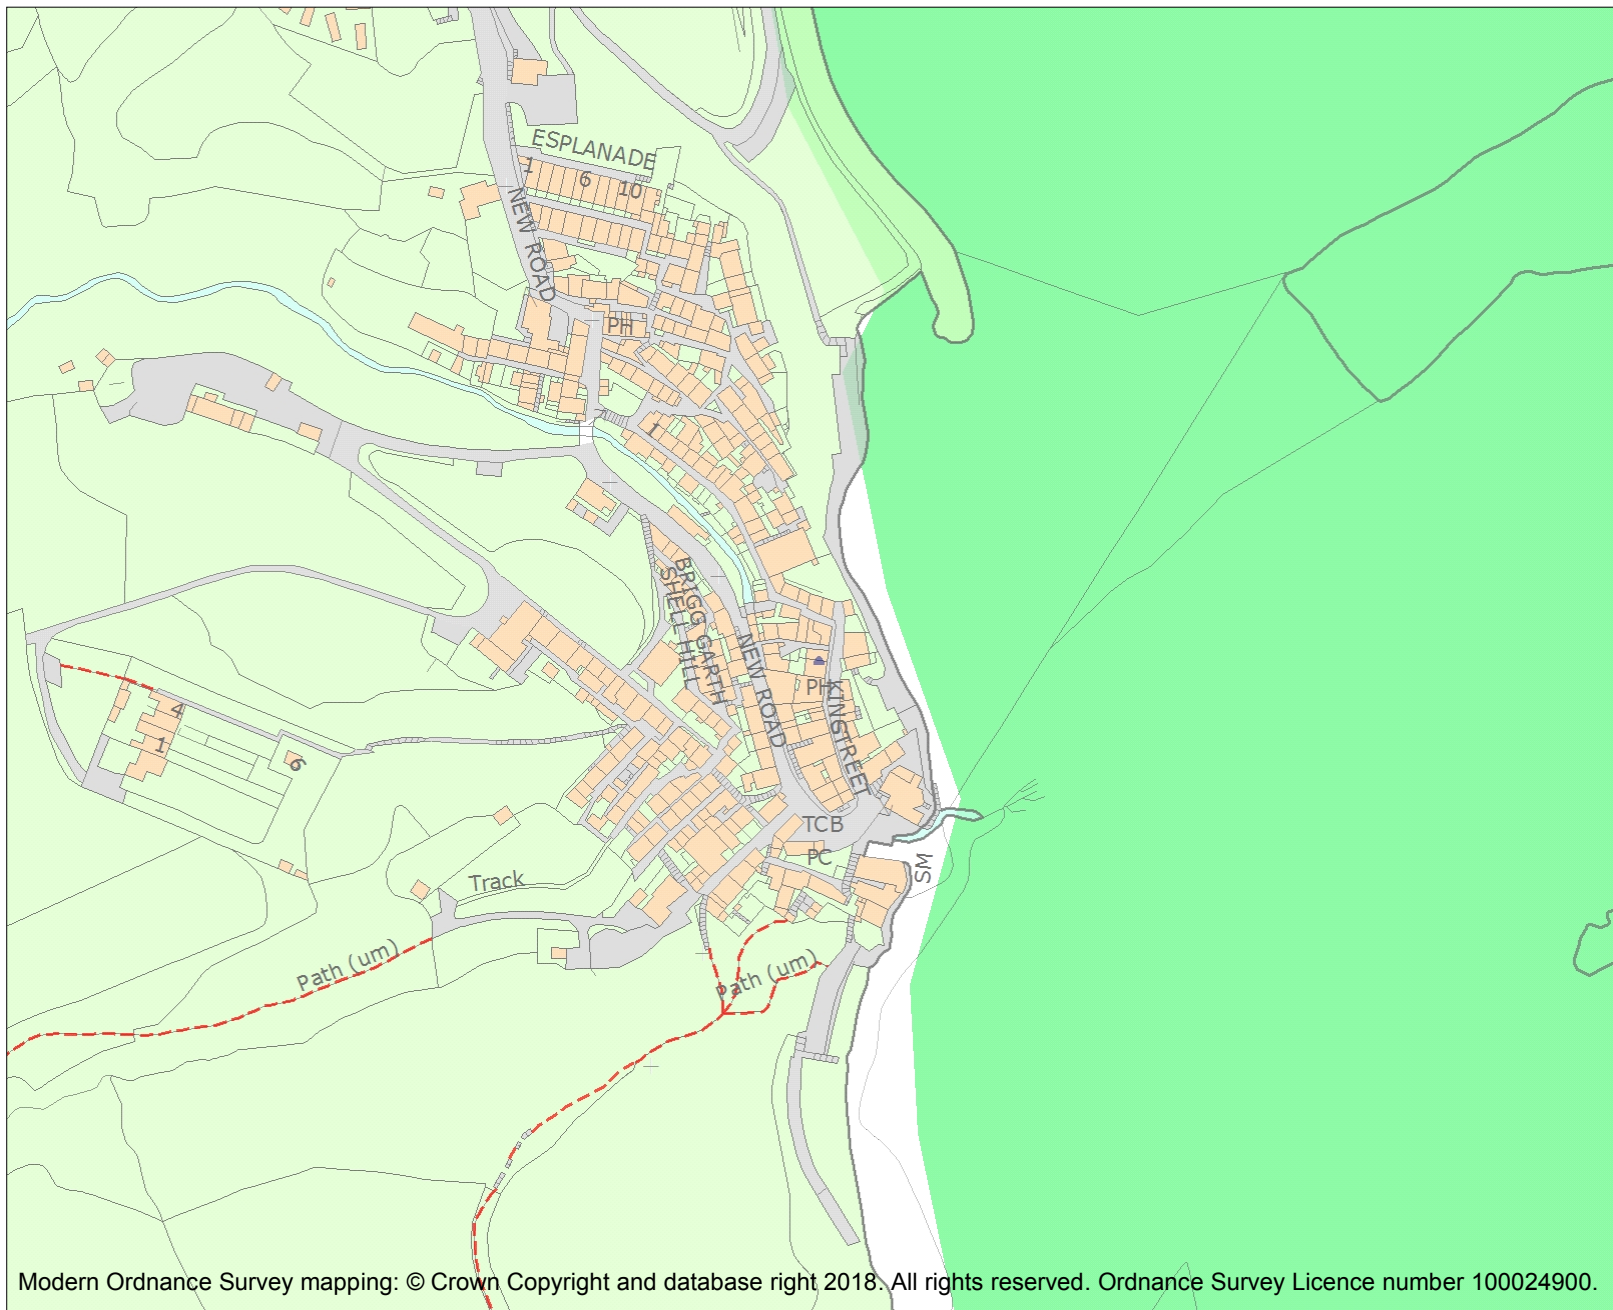 ESPLANADE
1
6
10
NEW ROAD
PH
1
BRIGG GARTH
SHELL HILL
NEW ROAD
PH
KINGSTREET
4
1
6
TCB
PC
SM
Track
Path (um)
Path (um)
Modern Ordnance Survey mapping: © Crown Copyright and database right 2018. All rights reserved. Ordnance Survey Licence number 100024900.